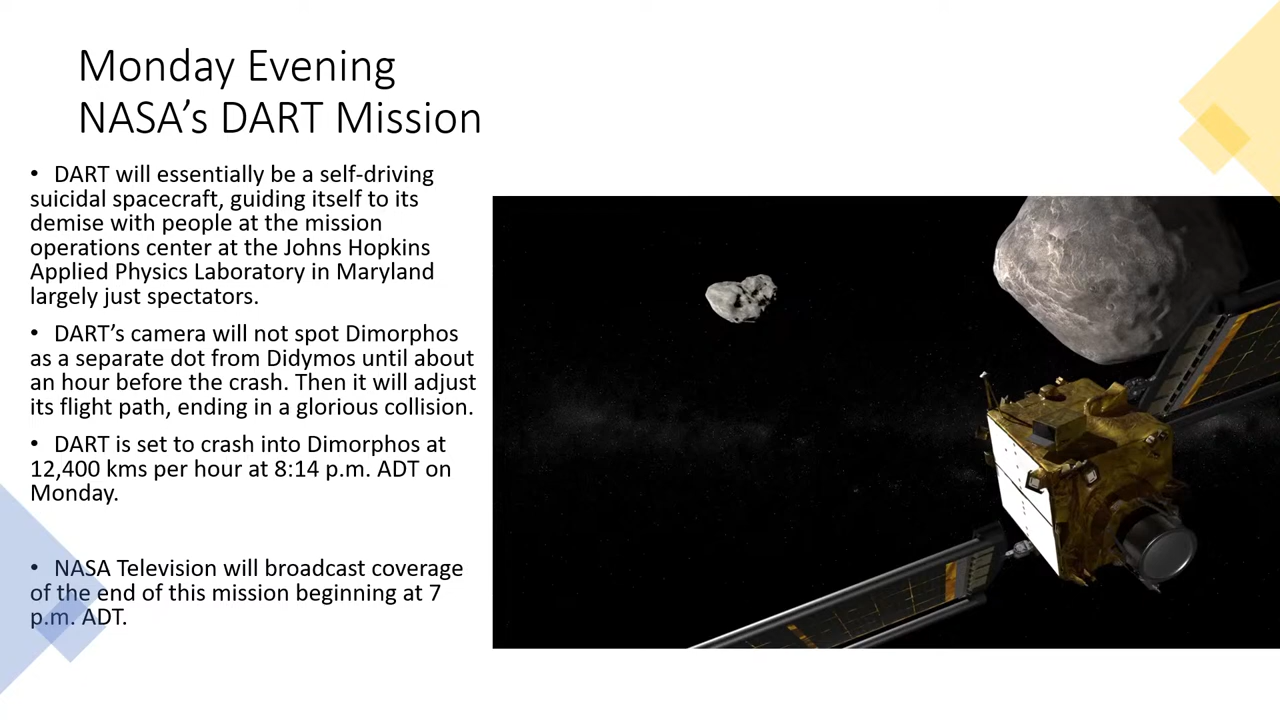 Monday Evening
NASA’s DART Mission
• DART will essentially be a self-driving
suicidal spacecraft, guiding itself to its
demise with people at the mission
operations center at the Johns Hopkins
Applied Physics Laboratory in Maryland
largely just spectators.
• DART’s camera will not spot Dimorphos
as a separate dot from Didymos until about
an hour before the crash. Then it will adjust
its flight path, ending in a glorious collision.
• DART is set to crash into Dimorphos at
12,400 kms per hour at 8:14 p.m. ADT on
Monday.
• NASA Television will broadcast coverage
of the end of this mission beginning at 7
p.m. ADT.